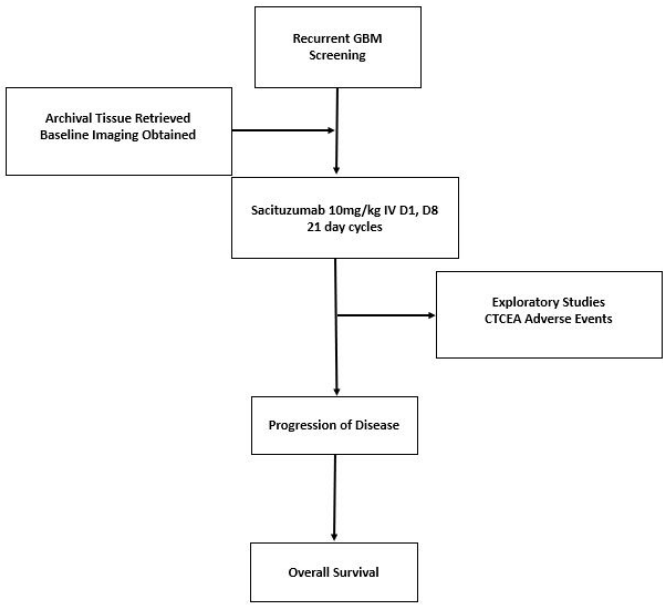 Recurrent GBM
Screening
Archival Tissue Retrieved
Baseline Imaging Obtained
Sacituzumab 10mg/kg IV D1, D8
21 day cycles
Exploratory Studies
CTCEA Adverse Events
Progression of Disease
Overall Survival